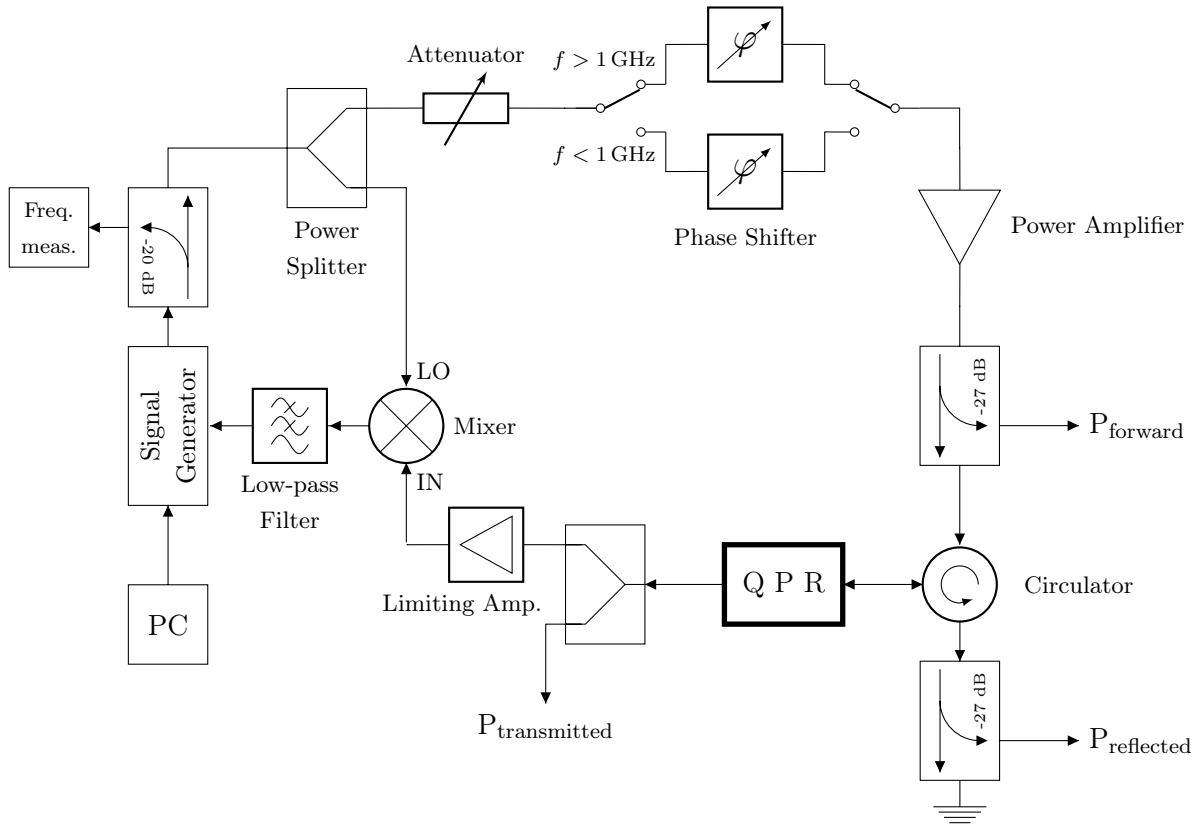 Attenuator
f > 1 GHz
φ
f < 1 GHz
φ
Phase Shifter
Freq.
meas.
-20 dB
Power
Splitter
Power Amplifier
Signal
Generator
LO
Mixer
IN
Low-pass
Filter
-27 dB
P_forward
Limiting Amp.
Q P R
Circulator
PC
P_transmitted
-27 dB
P_reflected